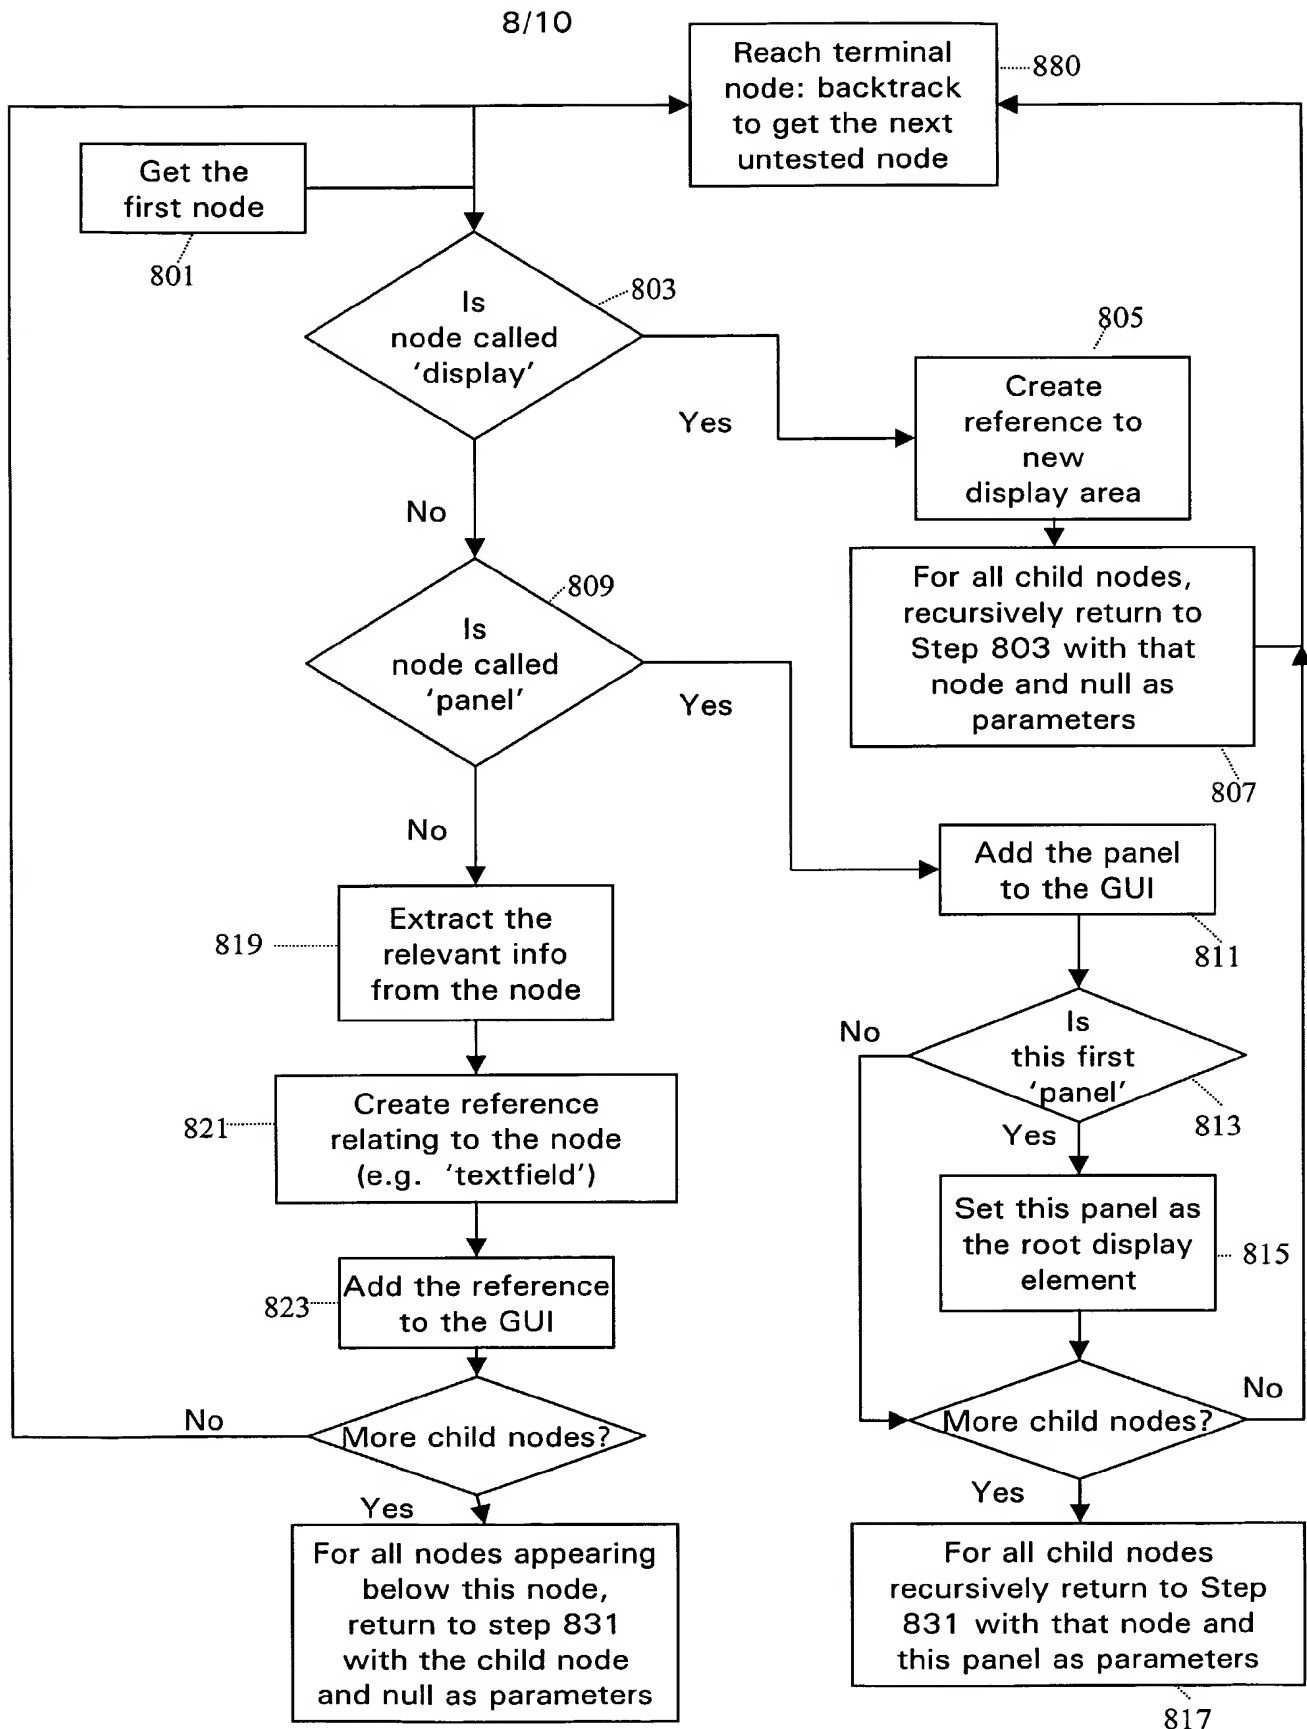 8/10
Reach terminal
node: backtrack
to get the next
untested node
880
Get the
first node
801
Is
node called
'display'
803
805
Create
reference to
new
display area
Yes
No
For all child nodes,
recursively return to
Step 803 with that
node and null as
parameters
807
809
Is
node called
'panel'
Yes
No
Add the panel
to the GUI
811
819
Extract the
relevant info
from the node
No
Is
this first
'panel'
813
Yes
821
Create reference
relating to the node
(e.g. 'textfield')
Set this panel as
the root display
element
815
823
Add the reference
to the GUI
No
More child nodes?
Yes
More child nodes?
No
Yes
For all nodes appearing
below this node,
return to step 831
with the child node
and null as parameters
For all child nodes
recursively return to Step
831 with that node and
this panel as parameters
817